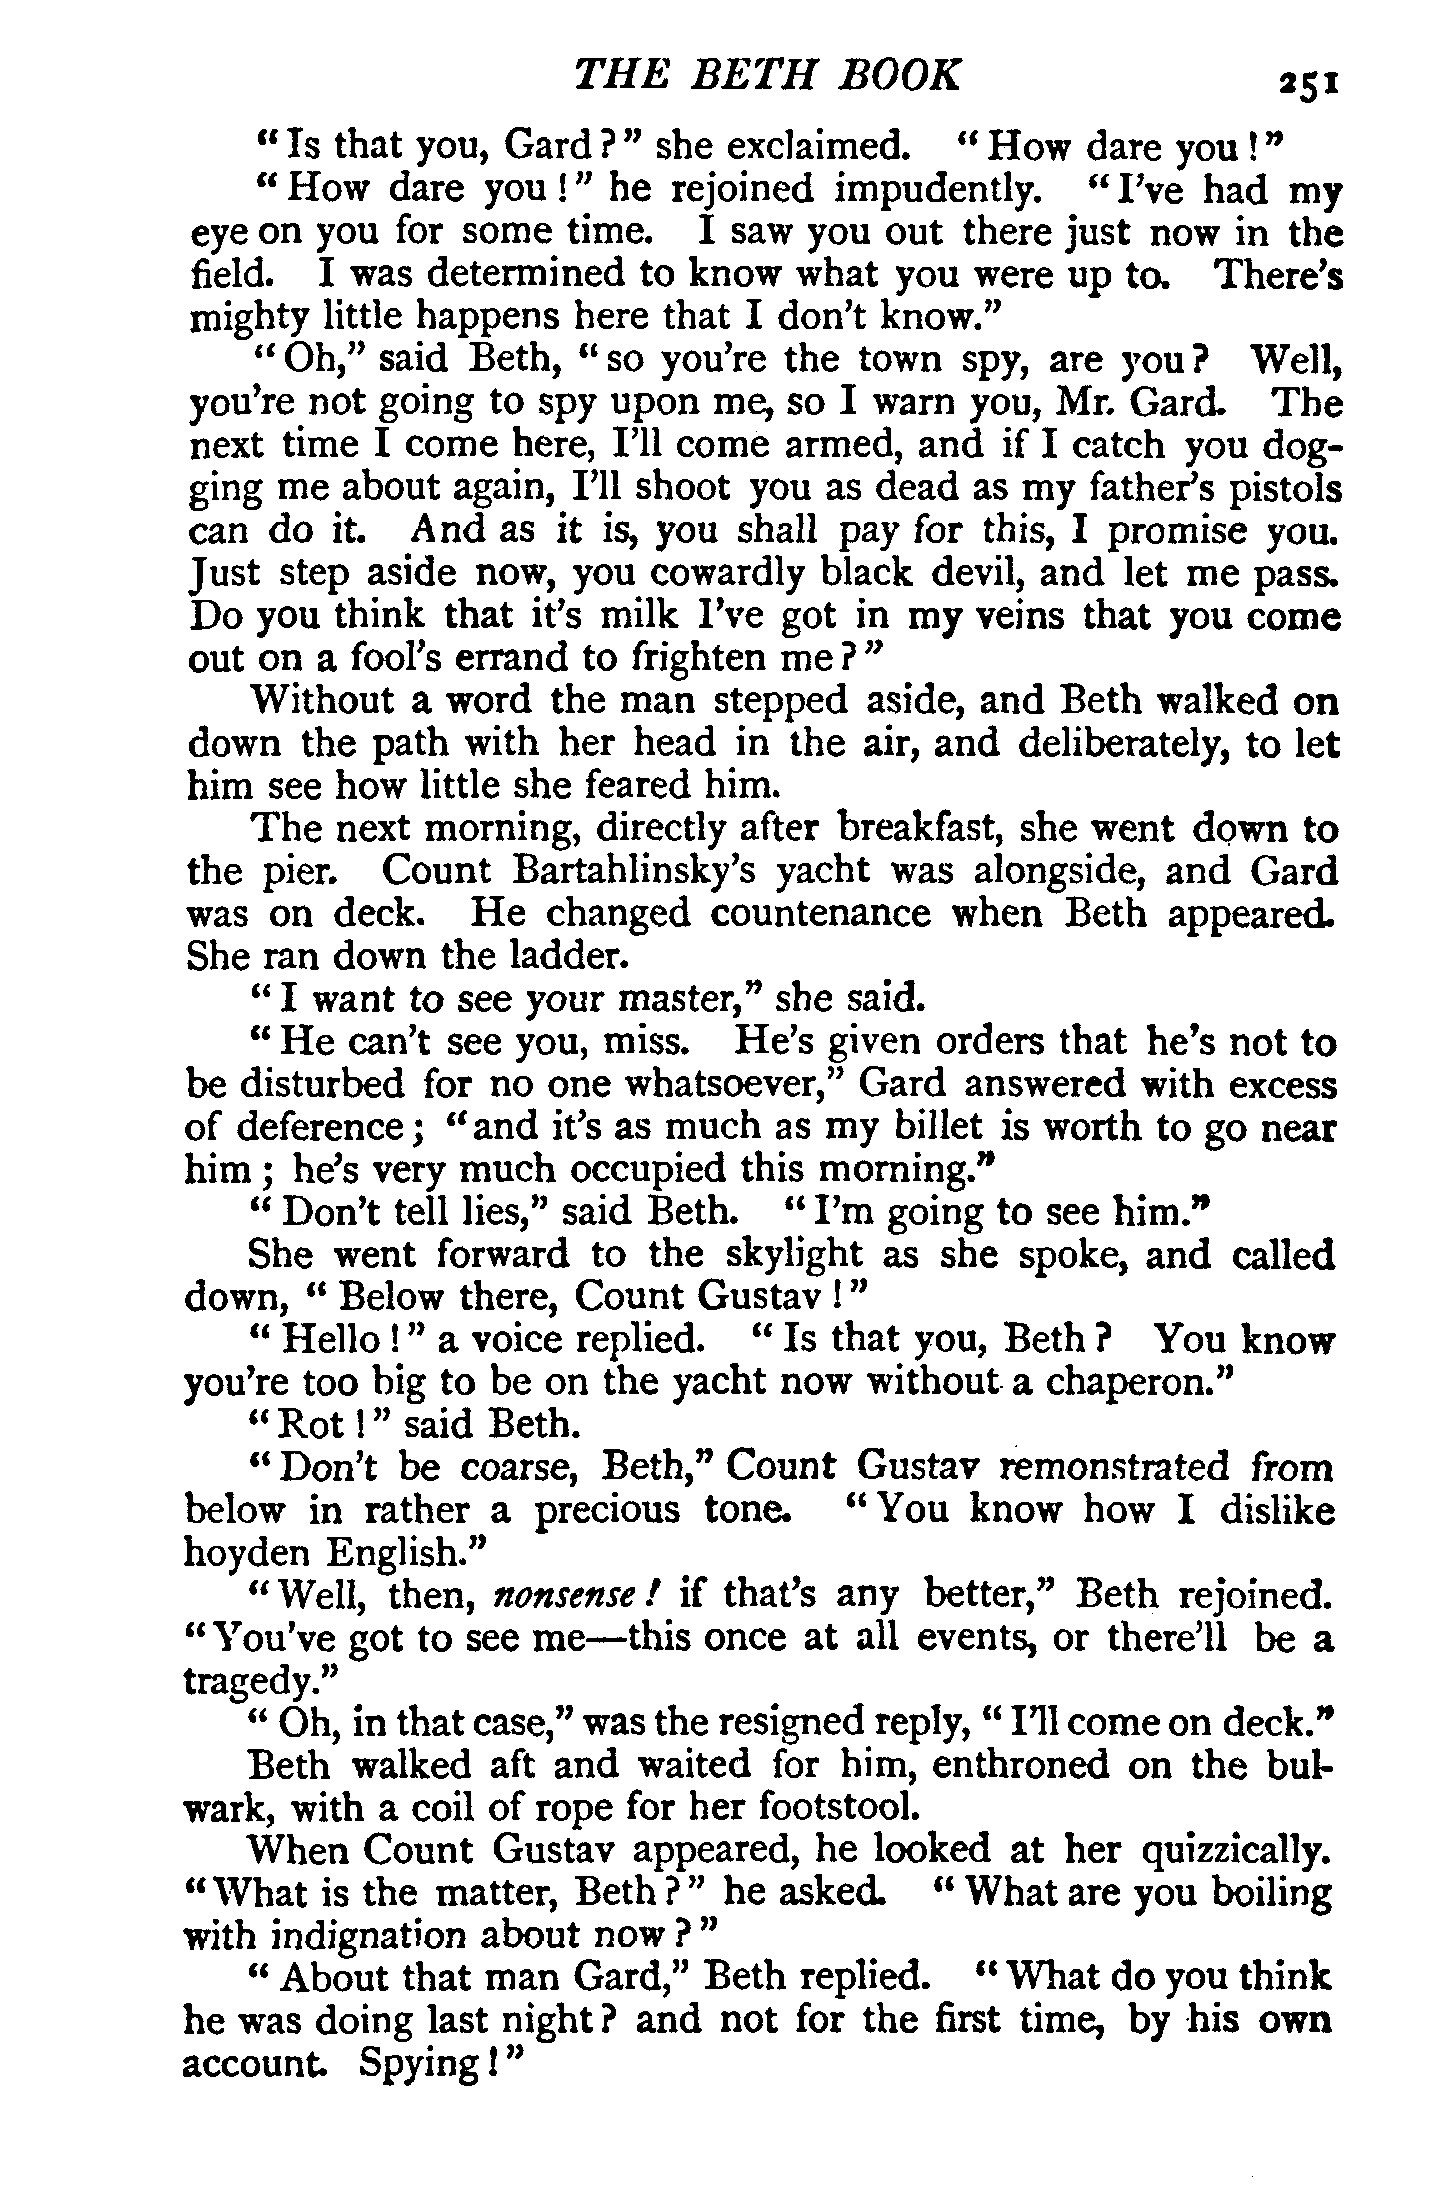 THE BETH BOOK 251
"Is that you, Gard?" she exclaimed. "How dare you!"
"How dare you!" he rejoined impudently. "I've had my
eye on you for some time. I saw you out there just now in the
field. I was determined to know what you were up to. There's
mighty little happens here that I don't know."
"Oh," said Beth, "so you're the town spy, are you? Well,
you're not going to spy upon me, so I warn you, Mr. Gard. The
next time I come here, I'll come armed, and if I catch you dog-
ging me about again, I'll shoot you as dead as my father's pistols
can do it. And as it is, you shall pay for this, I promise you.
Just step aside now, you cowardly black devil, and let me pass.
Do you think that it's milk I've got in my veins that you come
out on a fool's errand to frighten me?"
Without a word the man stepped aside, and Beth walked on
down the path with her head in the air, and deliberately, to let
him see how little she feared him.
The next morning, directly after breakfast, she went down to
the pier. Count Bartahlinsky's yacht was alongside, and Gard
was on deck. He changed countenance when Beth appeared.
She ran down the ladder.
"I want to see your master," she said.
"He can't see you, miss. He's given orders that he's not to
be disturbed for no one whatsoever," Gard answered with excess
of deference; "and it's as much as my billet is worth to go near
him; he's very much occupied this morning."
"Don't tell lies," said Beth. "I'm going to see him."
She went forward to the skylight as she spoke, and called
down, "Below there, Count Gustav!"
"Hello!" a voice replied. "Is that you, Beth? You know
you're too big to be on the yacht now without a chaperon."
"Rot!" said Beth.
"Don't be coarse, Beth," Count Gustav remonstrated from
below in rather a precious tone. "You know how I dislike
hoyden English."
"Well, then, nonsense! if that's any better," Beth rejoined.
"You've got to see me—this once at all events, or there'll be a
tragedy."
"Oh, in that case," was the resigned reply, "I'll come on deck."
Beth walked aft and waited for him, enthroned on the bul-
wark, with a coil of rope for her footstool.
When Count Gustav appeared, he looked at her quizzically.
"What is the matter, Beth?" he asked. "What are you boiling
with indignation about now?"
"About that man Gard," Beth replied. "What do you think
he was doing last night? and not for the first time, by his own
account. Spying!"